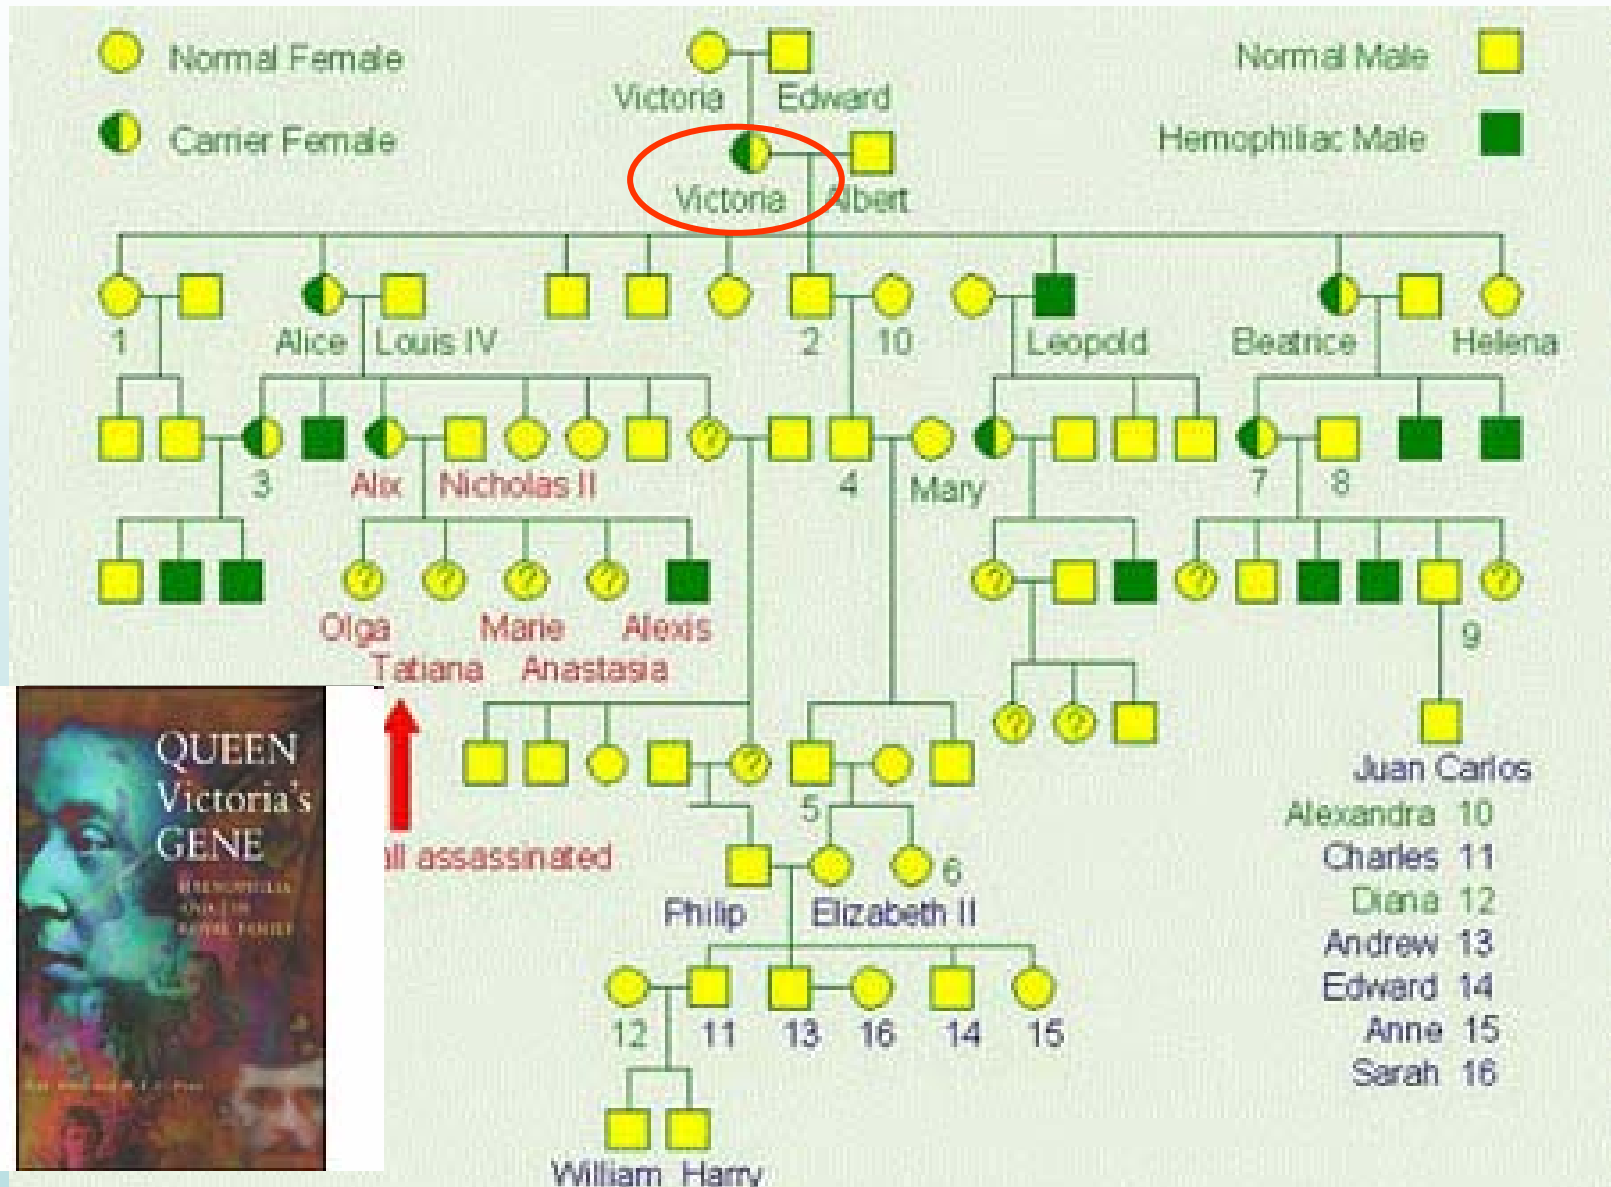 Normal Female
Victoria Edward
Normal Male
Carrier Female
Hemophiliac Male
Victoria Albert
1 Alice Louis IV 2 10 Leopold Beatrice Helena
? 
3 Alix Nicholas II 4 Mary 7 8
? ? ? ? ? ? ?
Olga Marie Alexis 9
Tatiana Anastasia
? ?
?
Juan Carlos
5
all assassinated
6
Philip Elizabeth II
Alexandra 10
Charles 11
Diana 12
Andrew 13
Edward 14
Anne 15
Sarah 16
12 11 13 16 14 15
William Harry
QUEEN
Victoria's
GENE
ROYAL FAMILY